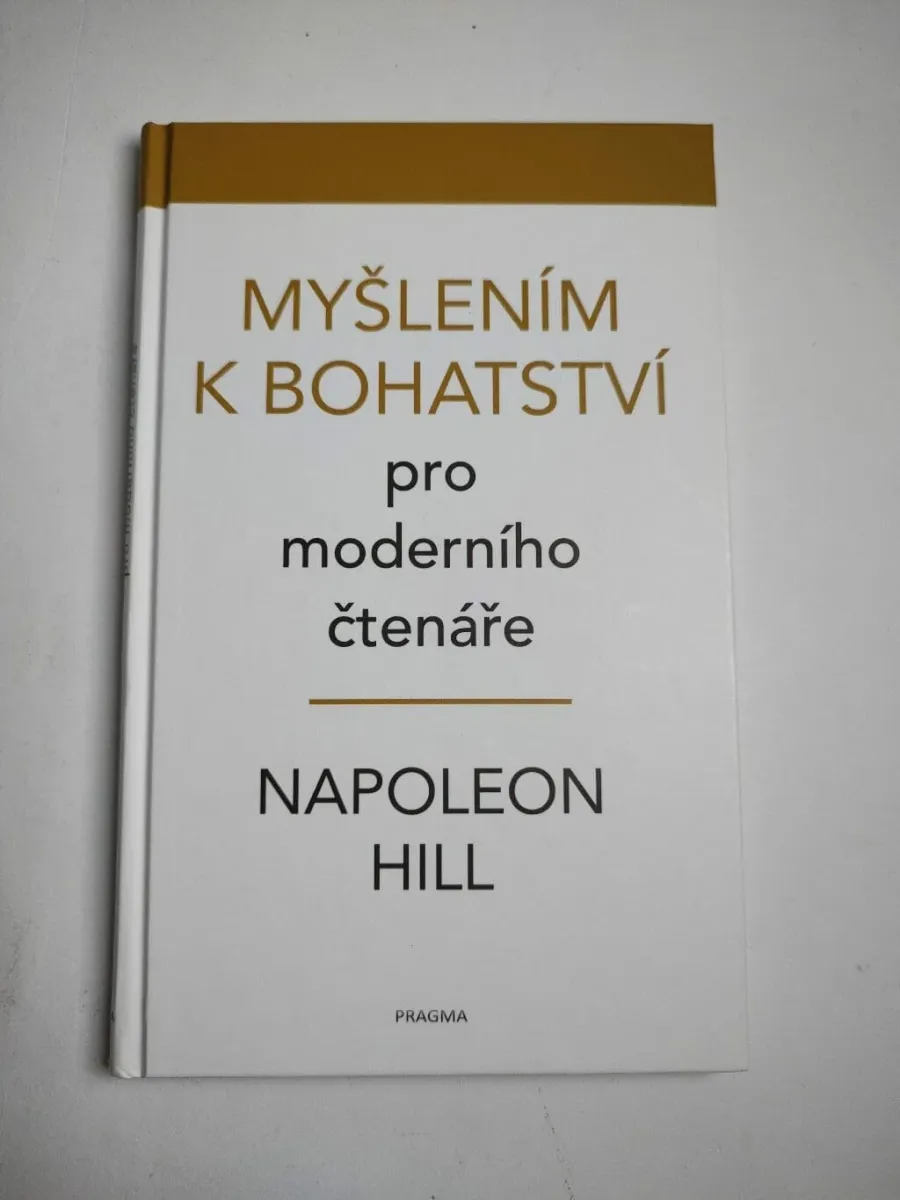 MYŠLENÍM
K BOHATSTVÍ
pro
moderního
čtenáře
NAPOLEON
HILL
PRAGMA